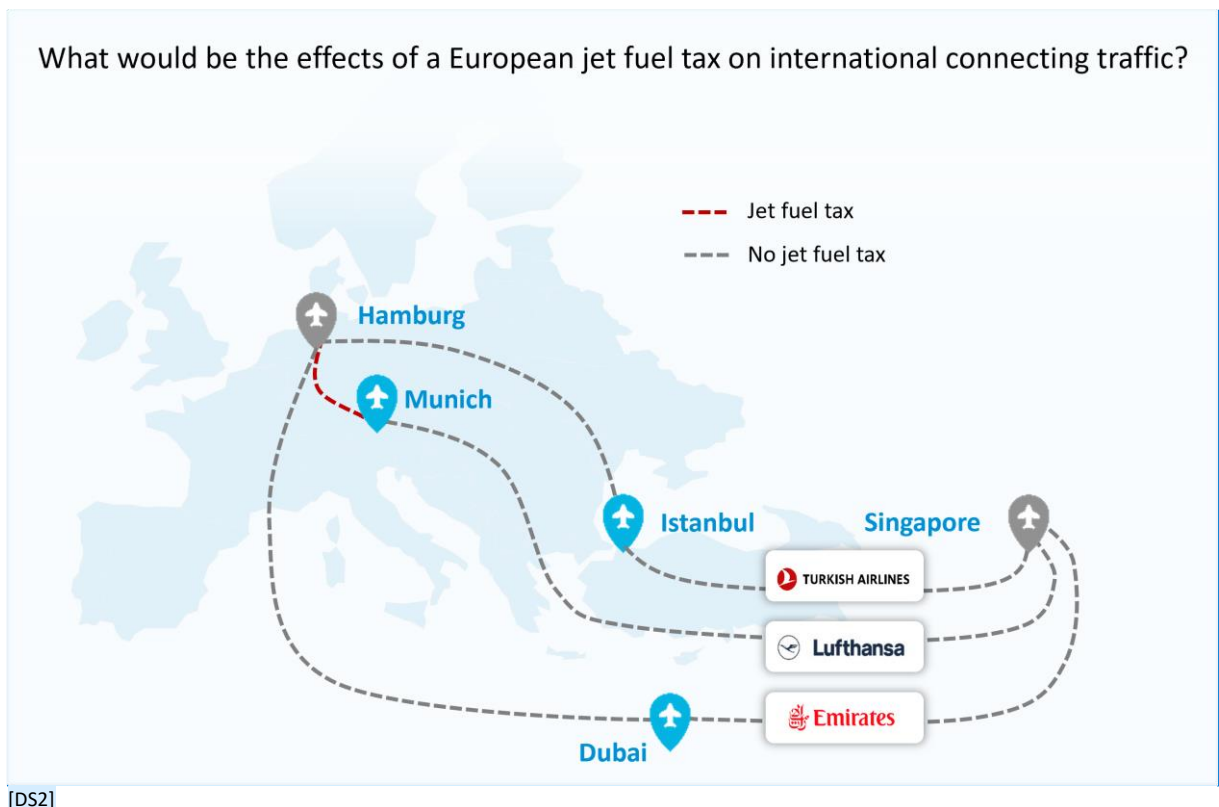 What would be the effects of a European jet fuel tax on international connecting traffic?
Jet fuel tax
No jet fuel tax
Hamburg
Munich
Istanbul
Singapore
TURKISH AIRLINES
Lufthansa
Emirates
Dubai
[DS2]